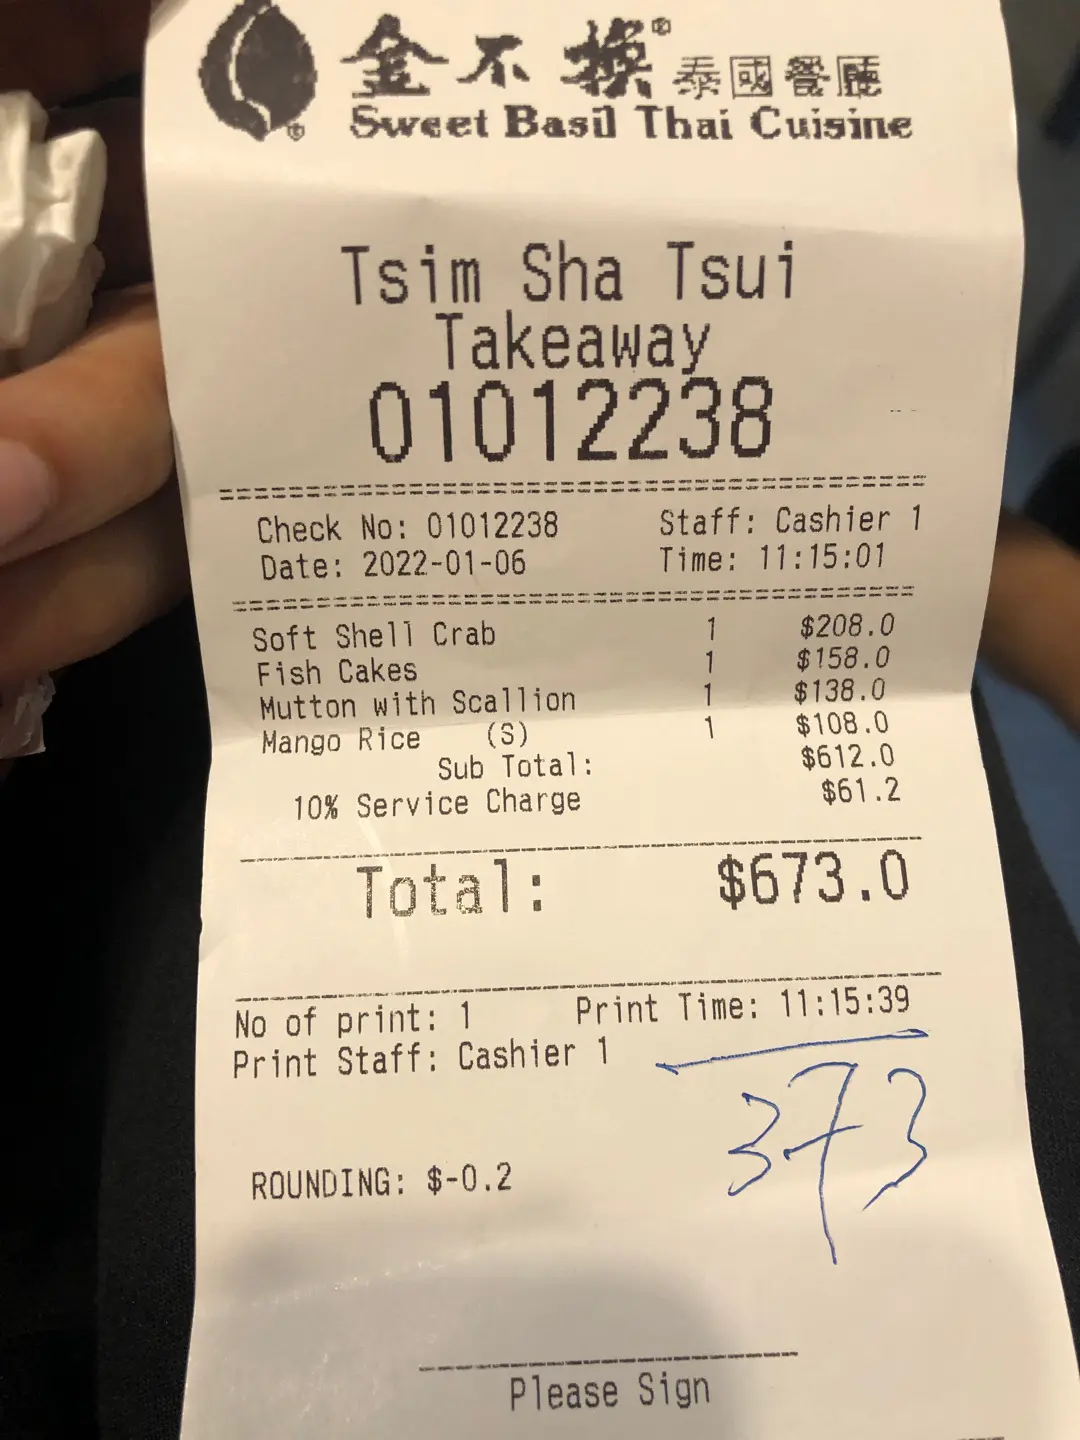 金不換® 泰國餐廳
Sweet Basil Thai Cuisine
®
Tsim Sha Tsui
Takeaway
01012238
Check No: 01012238 Staff: Cashier 1
Date: 2022-01-06 Time: 11:15:01
Soft Shell Crab 1 $208.0
Fish Cakes 1 $158.0
Mutton with Scallion 1 $138.0
Mango Rice (S) 1 $108.0
Sub Total: $612.0
10% Service Charge $61.2
Total: $673.0
No of print: 1 Print Time: 11:15:39
Print Staff: Cashier 1
373
ROUNDING: $-0.2
Please Sign